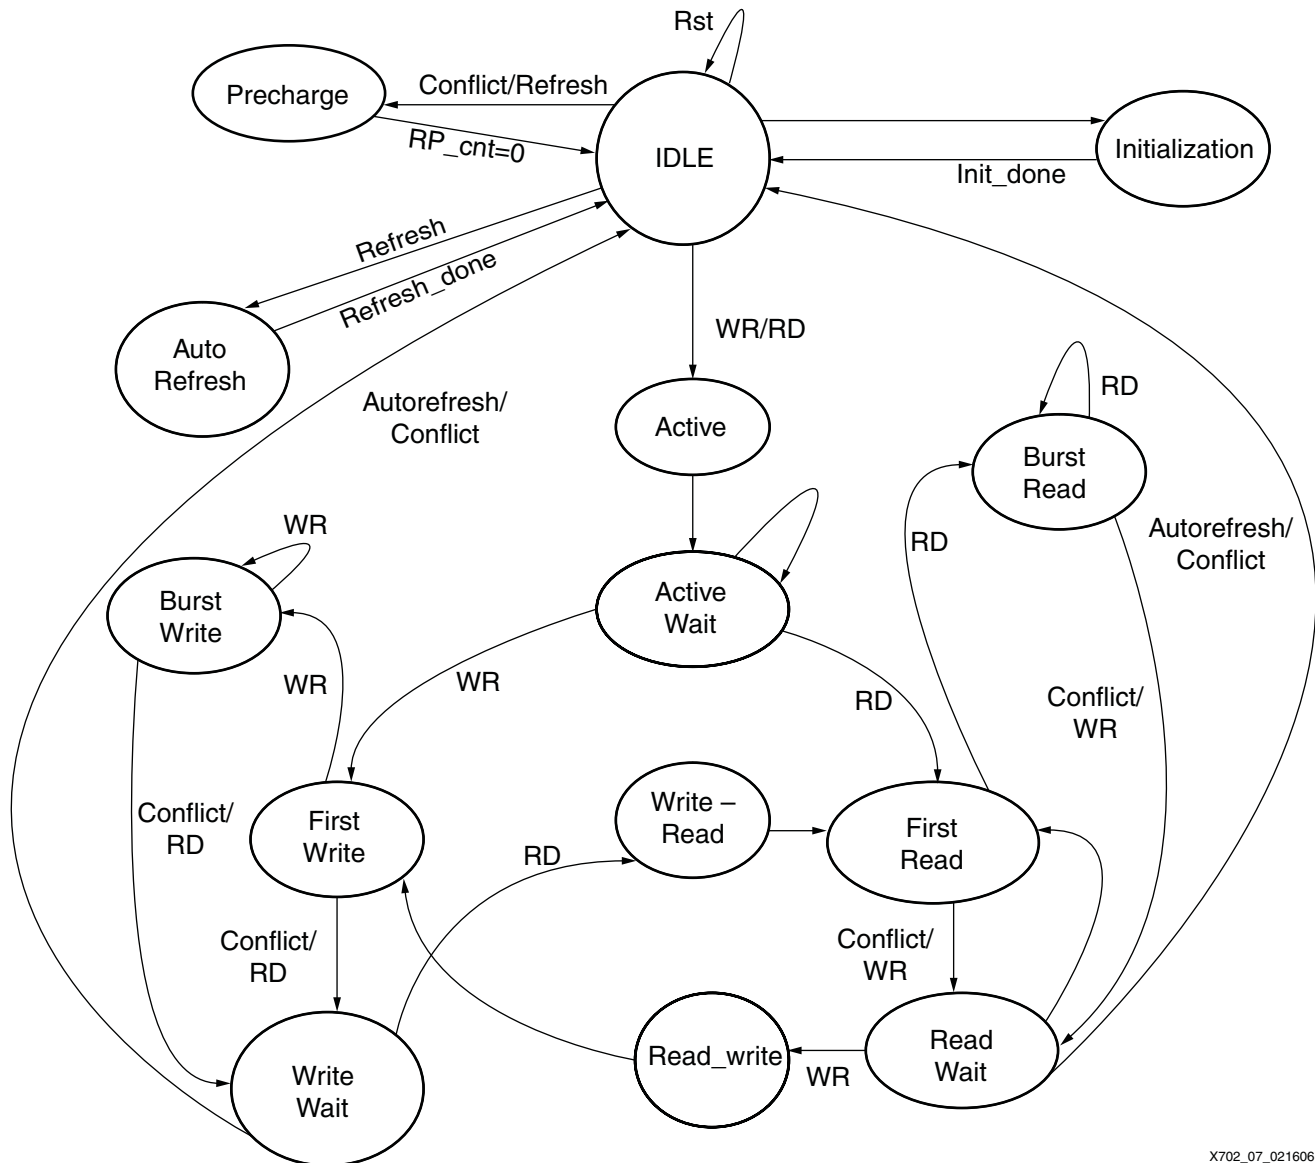 Rst
Precharge
Conflict/Refresh
RP_cnt=0
IDLE
Initialization
Init_done
Refresh
Refresh_done
WR/RD
Auto
Refresh
Autorefresh/
Conflict
Active
RD
Burst
Read
WR
RD
Autorefresh/
Conflict
Burst
Write
Active
Wait
WR
WR
RD
Conflict/
WR
Conflict/
RD
First
Write
Write –
Read
First
Read
RD
Conflict/
RD
Conflict/
WR
Write
Wait
Read_write
WR
Read
Wait
X702_07_021606